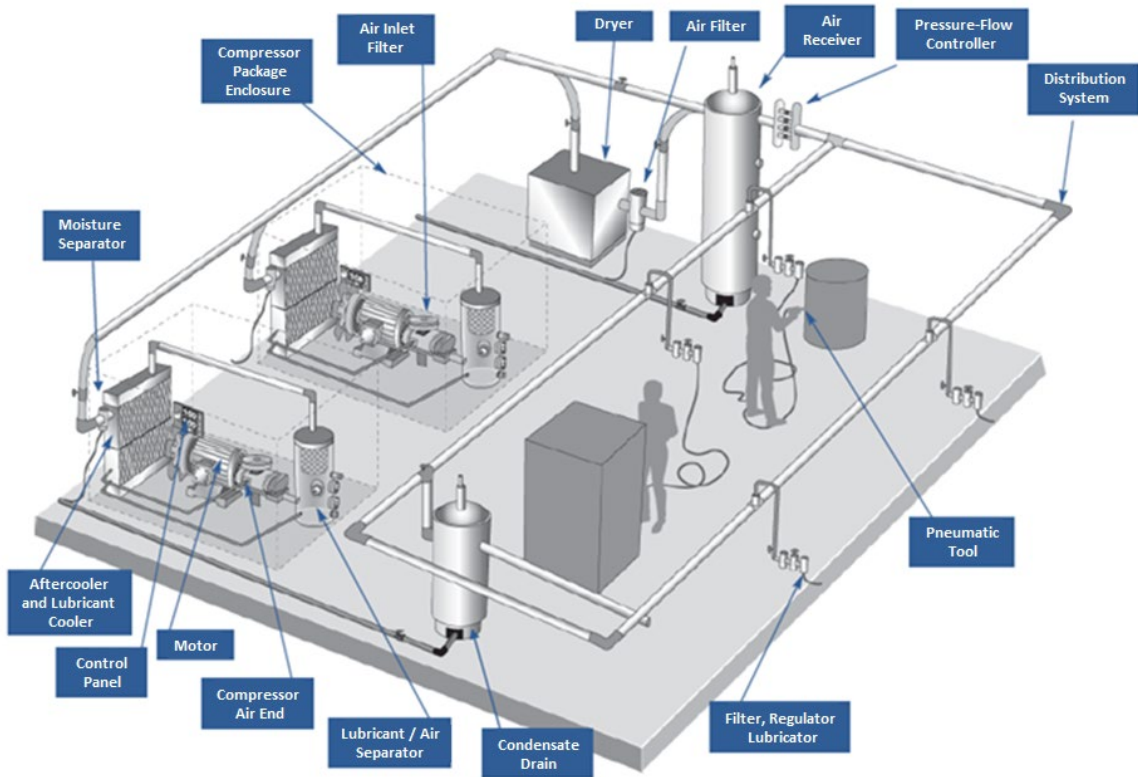 Air Inlet
Filter
Dryer
Air Filter
Air
Receiver
Pressure-Flow
Controller
Compressor
Package
Enclosure
Distribution
System
Moisture
Separator
Pneumatic
Tool
Aftercooler
and Lubricant
Cooler
Motor
Control
Panel
Compressor
Air End
Lubricant / Air
Separator
Condensate
Drain
Filter, Regulator
Lubricator